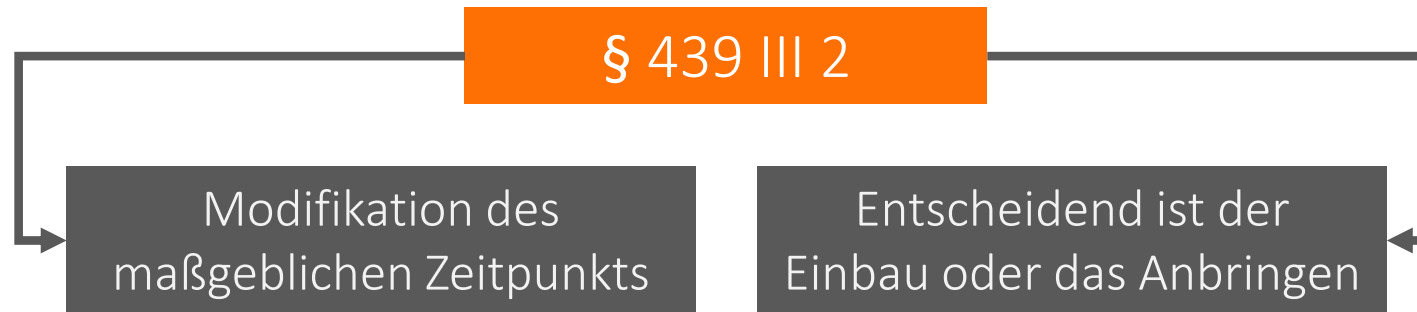 § 439 III 2
Modifikation des
maßgeblichen Zeitpunkts
Entscheidend ist der
Einbau oder das Anbringen